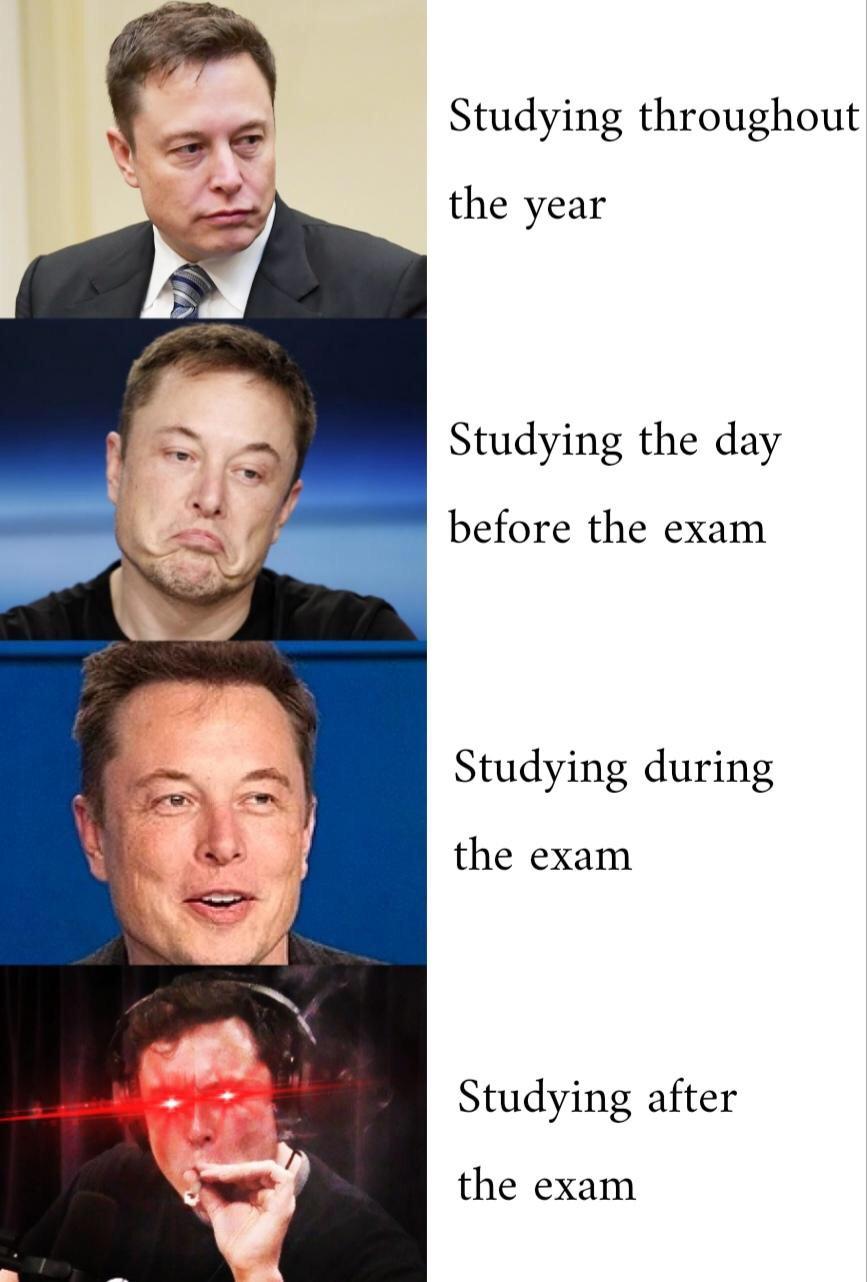 Studying throughout
the year
Studying the day
before the exam
Studying during
the exam
Studying after
the exam